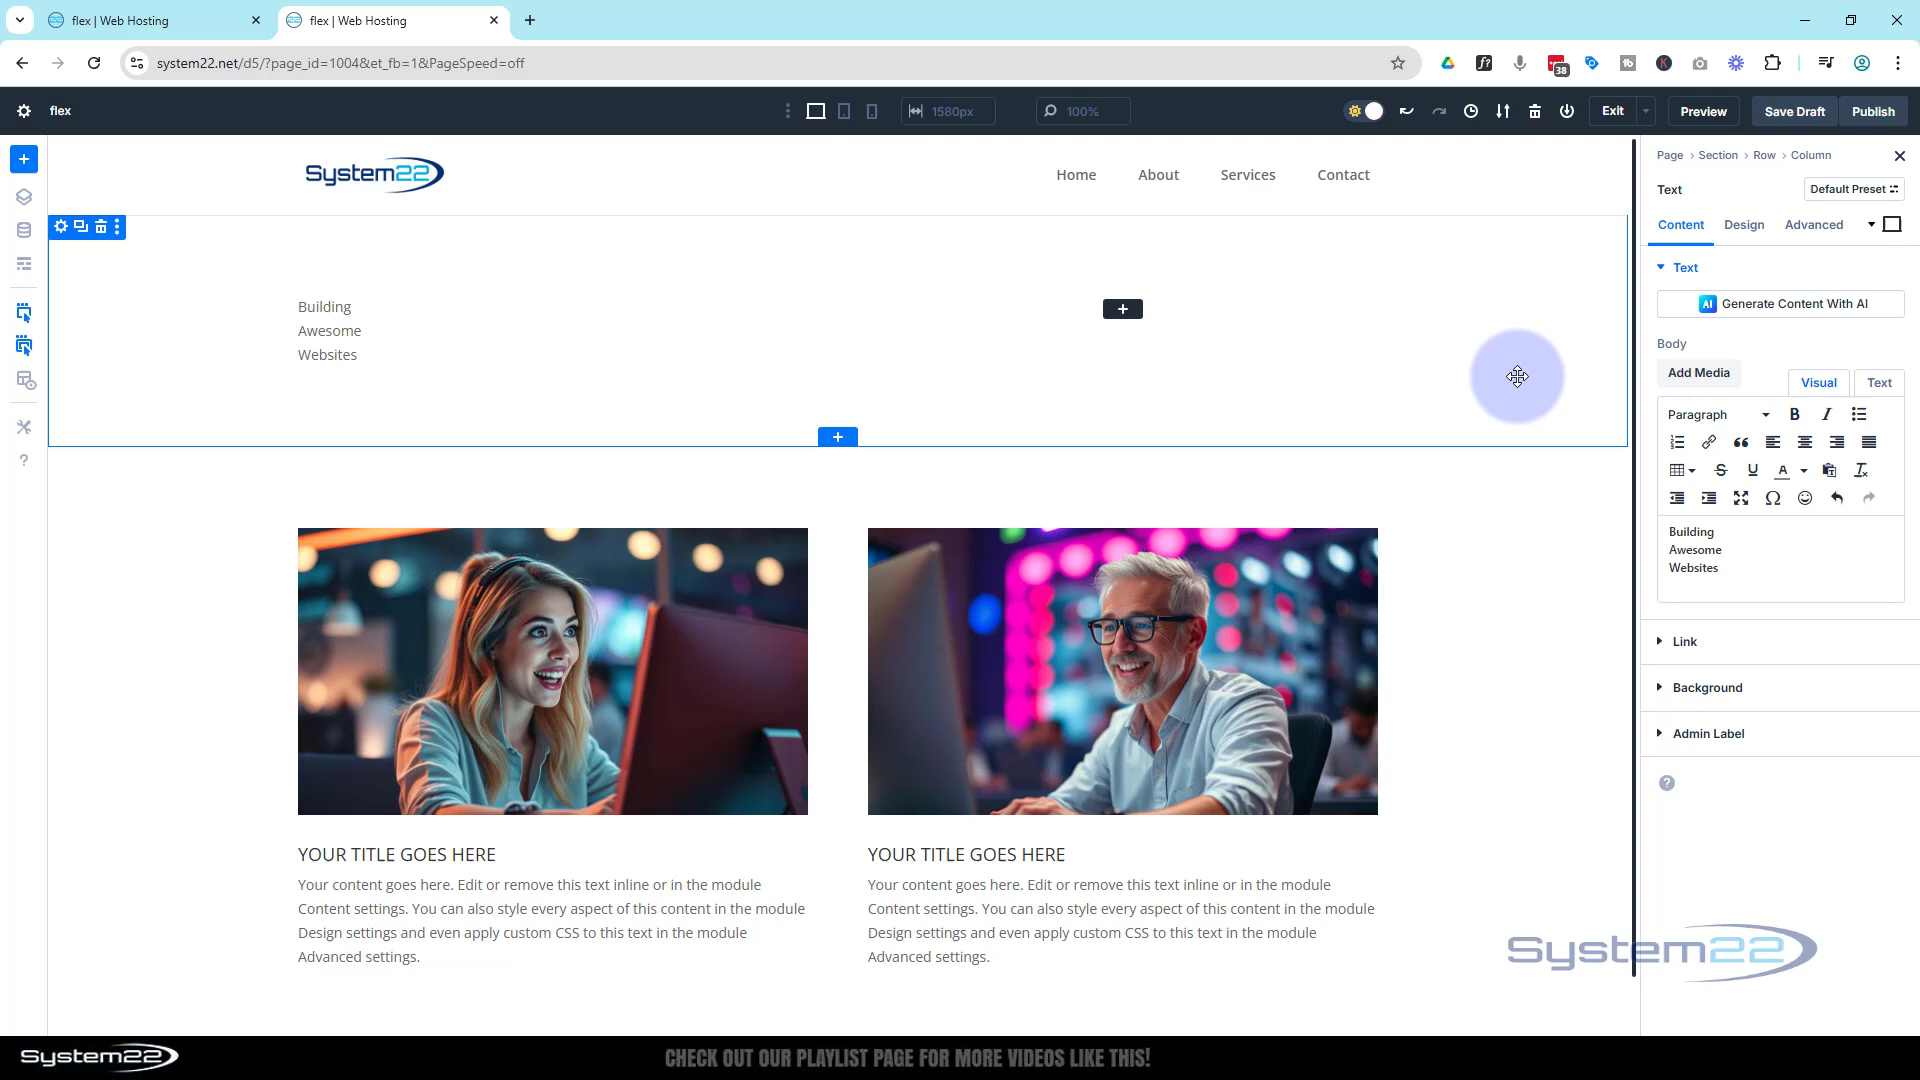 flex | Web Hosting
flex | Web Hosting
system22.net/d5/?page_id=1004&et_fb=1&PageSpeed=off
38
flex
1580px
100%
Exit
Preview
Save Draft
Publish
System22
Home
About
Services
Contact
Building
Awesome
Websites
Page › Section › Row › Column
Text
Default Preset
Content
Design
Advanced
Text
AI Generate Content With AI
Body
Add Media
Visual
Text
Paragraph
Building
Awesome
Websites
Link
Background
Admin Label
YOUR TITLE GOES HERE
Your content goes here. Edit or remove this text inline or in the module
Content settings. You can also style every aspect of this content in the module
Design settings and even apply custom CSS to this text in the module
Advanced settings.
YOUR TITLE GOES HERE
Your content goes here. Edit or remove this text inline or in the module
Content settings. You can also style every aspect of this content in the module
Design settings and even apply custom CSS to this text in the module
Advanced settings.
System22
System22
CHECK OUT OUR PLAYLIST PAGE FOR MORE VIDEOS LIKE THIS!